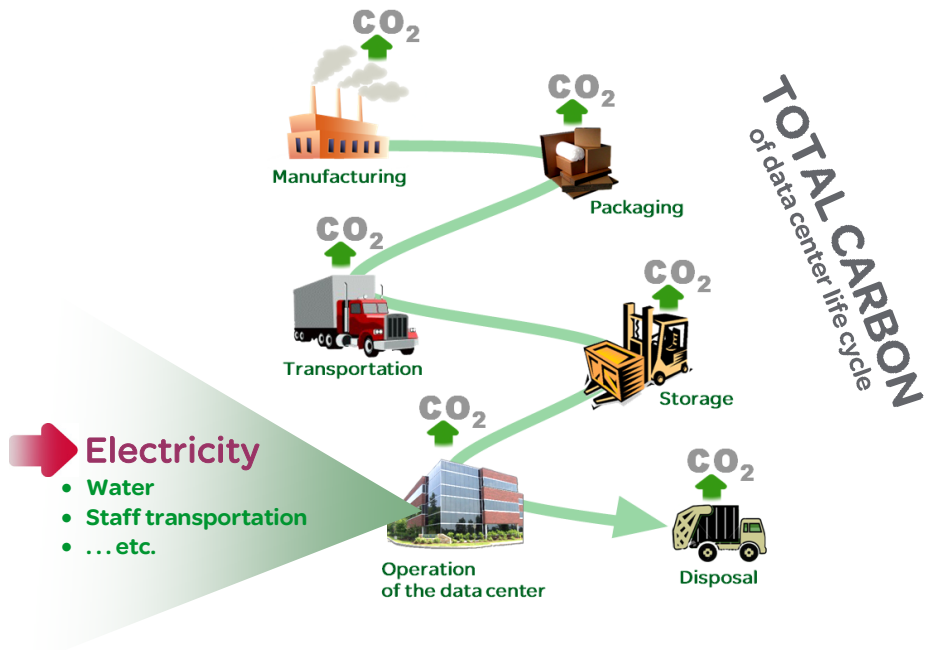 CO2
Manufacturing
CO2
Packaging
TOTAL CARBON
of data center life cycle
CO2
Transportation
CO2
Storage
CO2
Electricity
• Water
• Staff transportation
• ... etc.
Operation
of the data center
CO2
Disposal